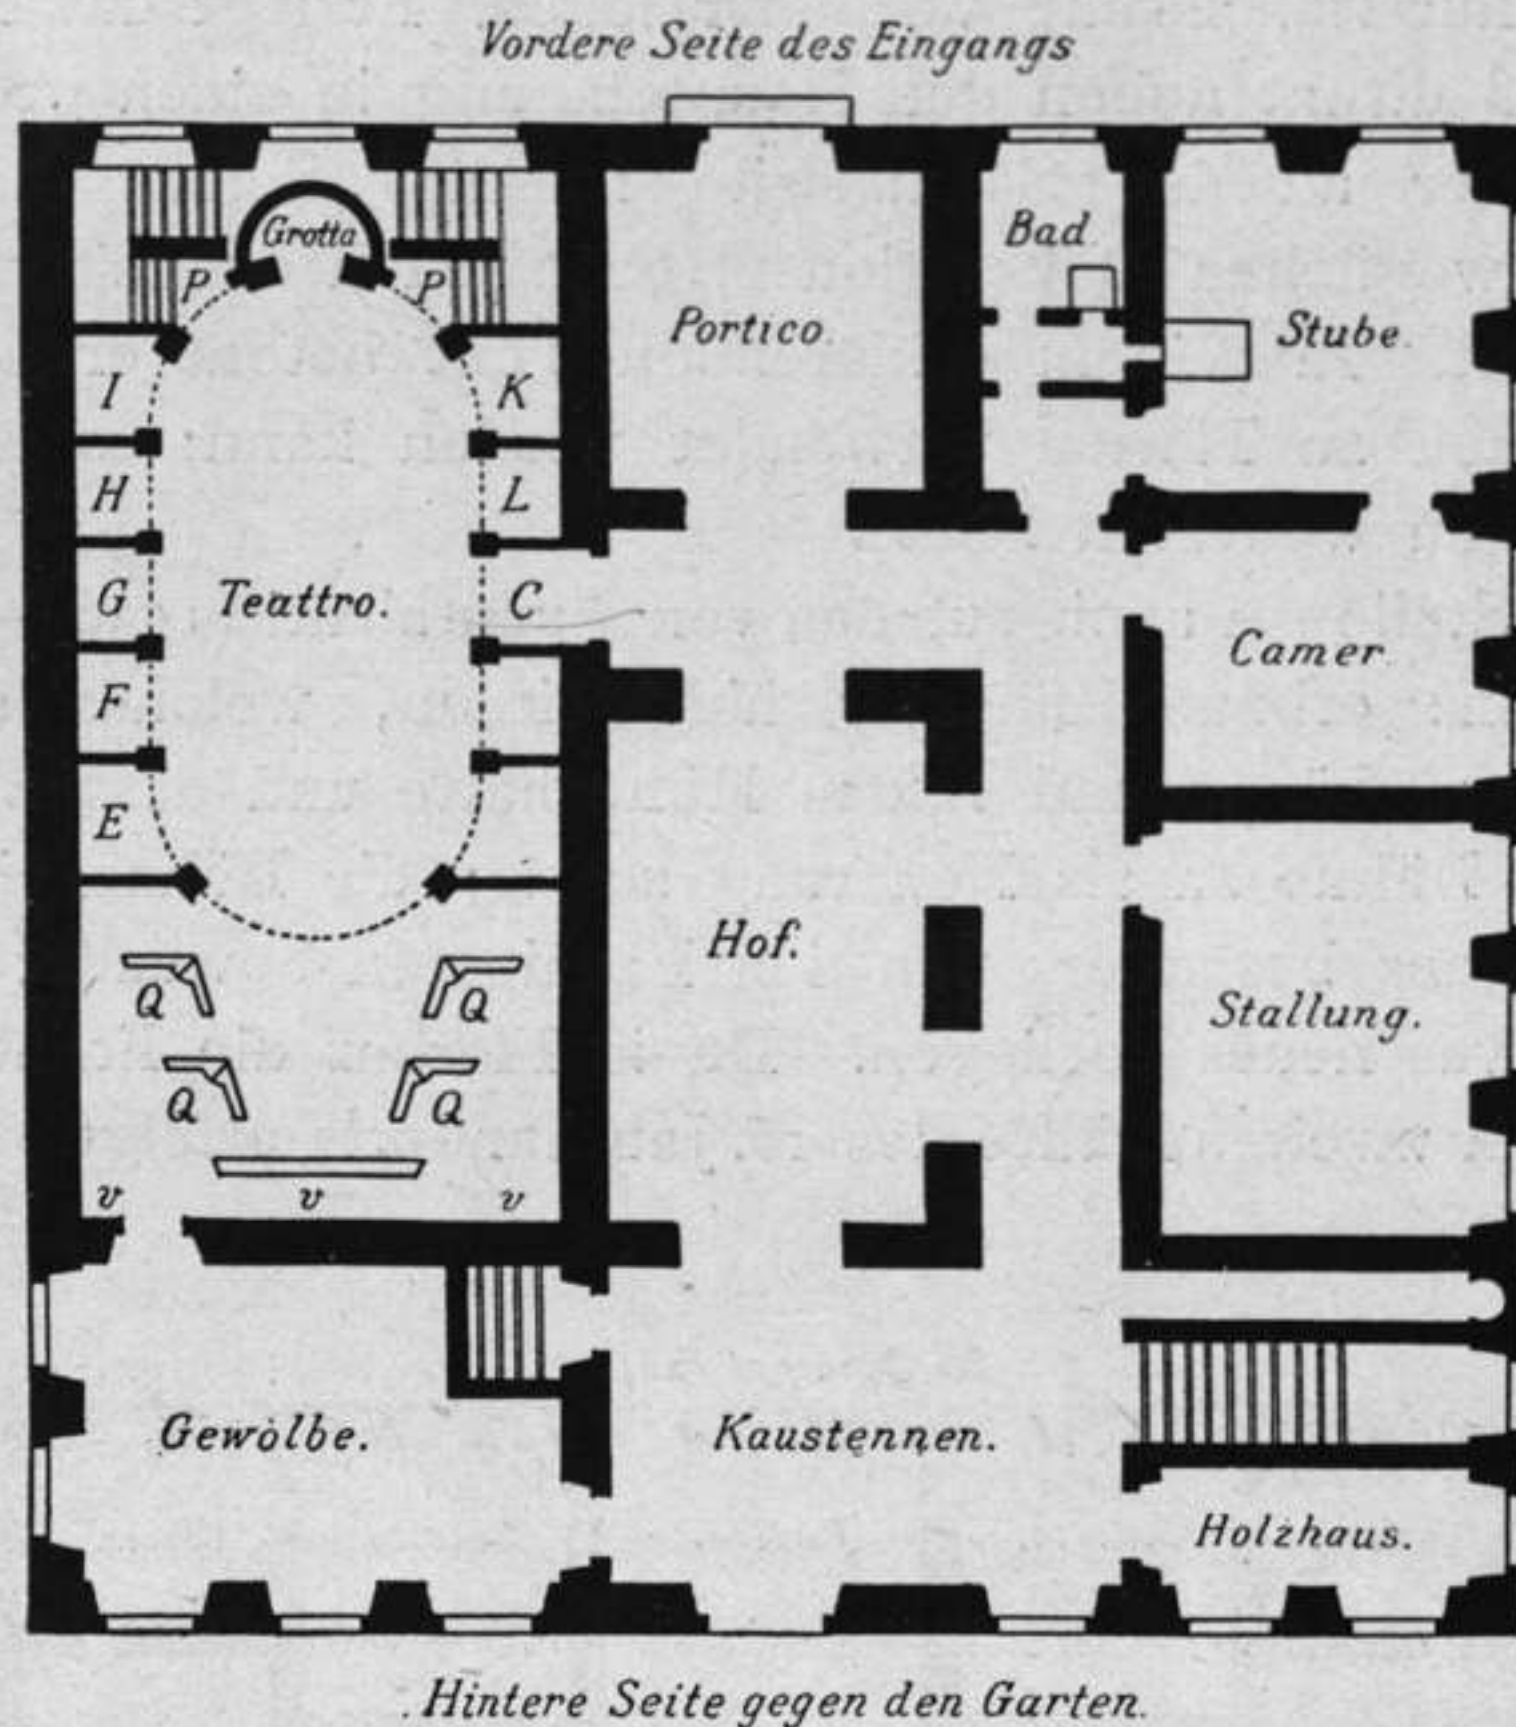 Vordere Seite des Eingangs
Grotta
Bad
P
P
Portico.
Stube.
I
K
H
L
G
Teattro.
C
Camer
F
E
Hof.
Q
Q
Stallung.
Q
Q
v
v
v
Gewölbe.
Kaustennen.
Holzhaus.
Hintere Seite gegen den Garten.